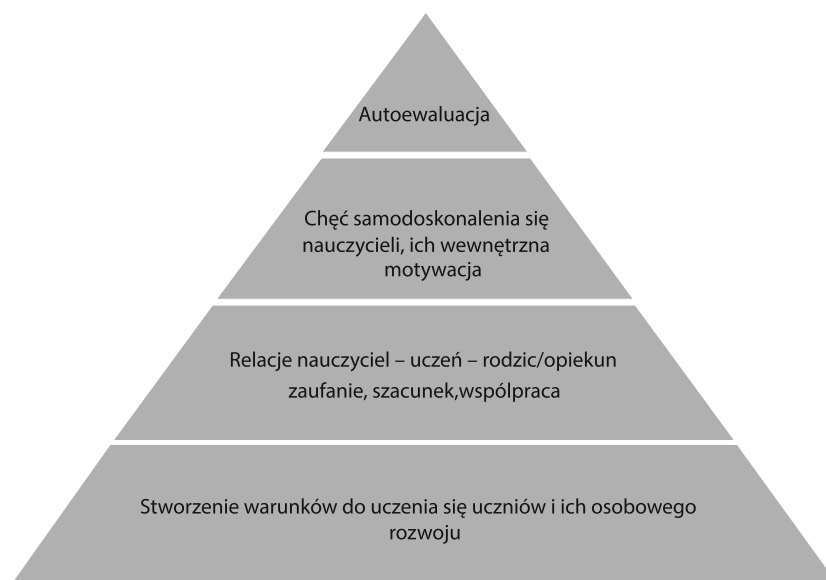 Autoewaluacja
Chęć samodoskonalenia się
nauczycieli, ich wewnętrzna
motywacja
Relacje nauczyciel – uczeń – rodzic/opiekun
zaufanie, szacunek,wspólpraca
Stworzenie warunków do uczenia się uczniów i ich osobowego
rozwoju